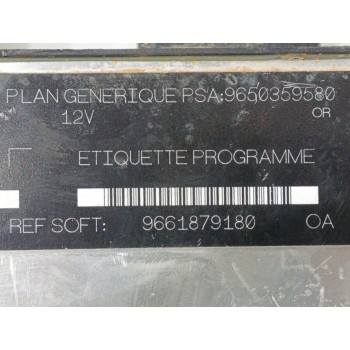 PLAN GENERIQUE PSA:9650359580
12V OR
ETIQUETTE PROGRAMME
REF SOFT: 9661879180 OA